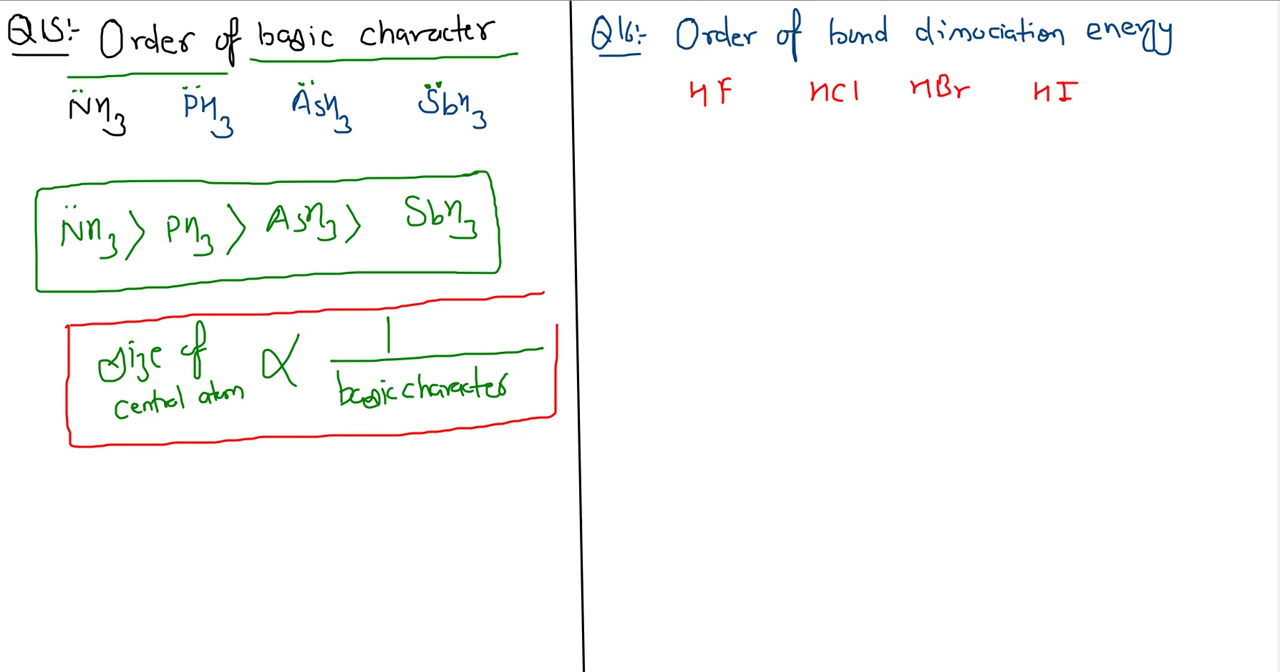 Q15:- Order of basic character
NH3 PH3 AsH3 SbH3
NH3 > PH3 > AsH3 > SbH3
size of central atom ∝ 1 / basic character
Q16:- Order of bond dissociation energy
HF HCl HBr HI